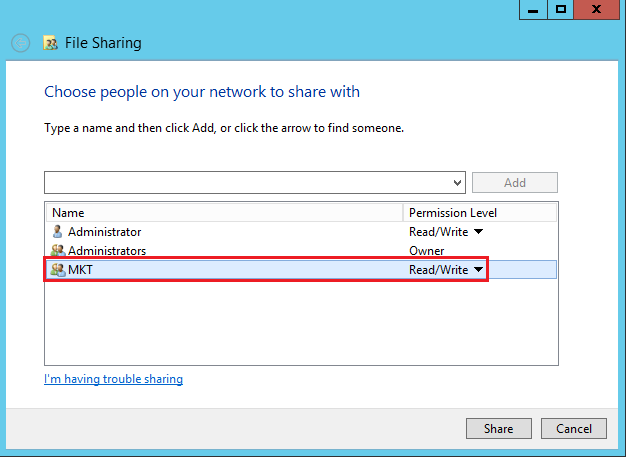 File Sharing
Choose people on your network to share with
Type a name and then click Add, or click the arrow to find someone.
Add
Name Permission Level
Administrator Read/Write
Administrators Owner
MKT Read/Write
I'm having trouble sharing
Share Cancel